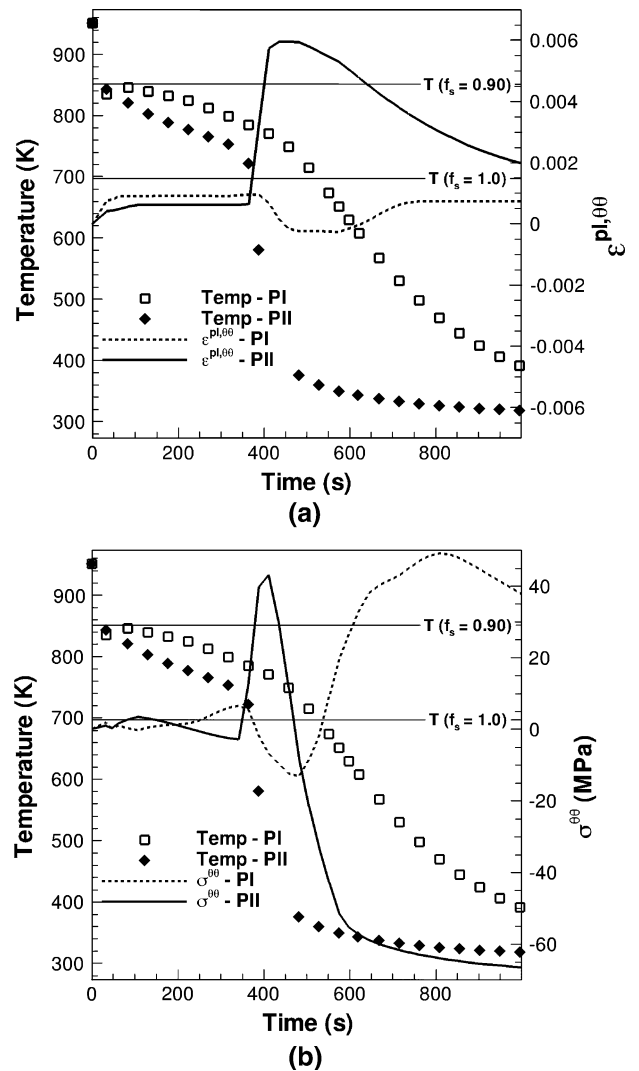 900
800
700
600
500
400
300
Temperature (K)
0.006
0.004
0.002
0
-0.002
-0.004
-0.006
ε^pl,θθ
T (fs = 0.90)
T (fs = 1.0)
Temp - PI
Temp - PII
ε^pl,θθ - PI
ε^pl,θθ - PII
0 200 400 600 800
Time (s)
(a)
900
800
700
600
500
400
300
Temperature (K)
40
20
0
-20
-40
-60
σ^θθ (MPa)
T (fs = 0.90)
T (fs = 1.0)
Temp - PI
Temp - PII
σ^θθ - PI
σ^θθ - PII
0 200 400 600 800
Time (s)
(b)